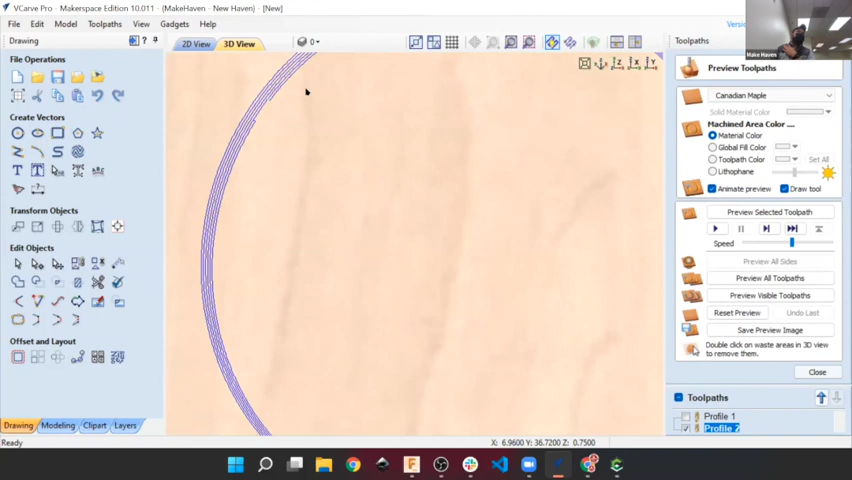 VCarve Pro - Makerspace Edition 10.011 - {MakeHaven - New Haven} - [New]
File Edit Model Toolpaths View Gadgets Help
Versio
Make Haven
Drawing
2D View
3D View
0
Toolpaths
File Operations
Create Vectors
Transform Objects
Edit Objects
Offset and Layout
Drawing Modeling Clipart Layers
Preview Toolpaths
Canadian Maple
Solid Material Color
Machined Area Color ....
Material Color
Global Fill Color
Toolpath Color
Set All
Lithophane
Animate preview
Draw tool
Preview Selected Toolpath
Speed
Preview All Sides
Preview All Toolpaths
Preview Visible Toolpaths
Reset Preview
Undo Last
Save Preview Image
Double click on waste areas in 3D view
to remove them.
Close
Toolpaths
Profile 1
Profile 2
Ready
X: 6.9600 Y: 36.7200 Z: 0.7500